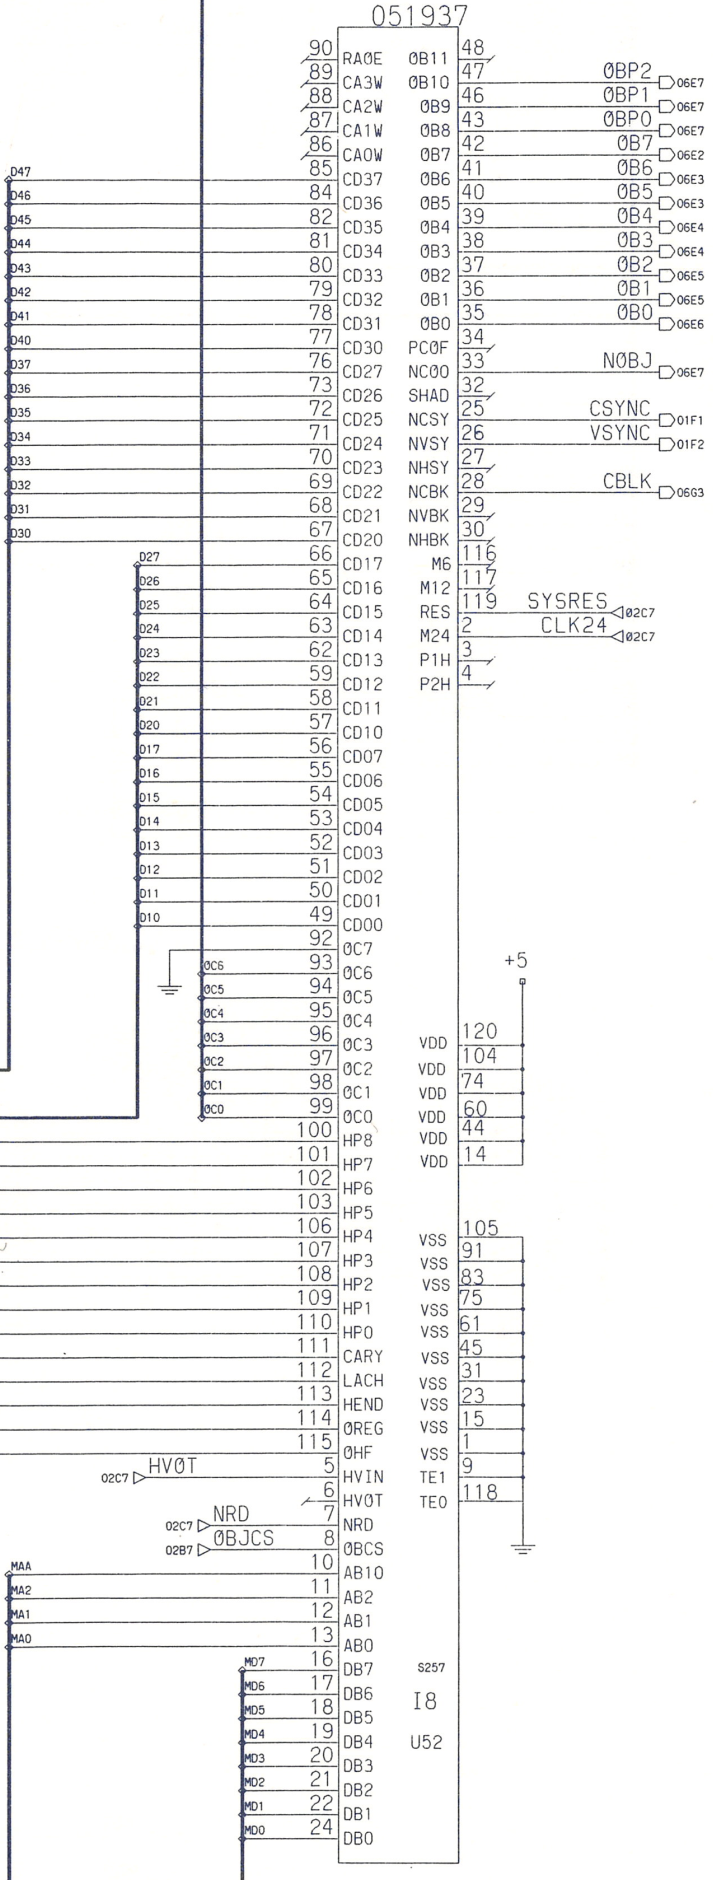 051937
90 RAØE ØB11 48
89 CA3W ØB10 47 ØBP2 06E7
88 CA2W ØB9 46 ØBP1 06E7
87 CA1W ØB8 43 ØBP0 06E7
86 CA0W ØB7 42 ØB7 06E2
D47 85 CD37 ØB6 41 ØB6 06E3
D46 84 CD36 ØB5 40 ØB5 06E3
D45 82 CD35 ØB4 39 ØB4 06E4
D44 81 CD34 ØB3 38 ØB3 06E4
D43 80 CD33 ØB2 37 ØB2 06E5
D42 79 CD32 ØB1 36 ØB1 06E5
D41 78 CD31 ØB0 35 ØB0 06E6
D40 77 CD30 PCØF 34
D37 76 CD27 NC0Ø 33 NØBJ 06E7
D36 73 CD26 SHAD 32
D35 72 CD25 NCSY 25 CSYNC 01F1
D34 71 CD24 NVSY 26 VSYNC 01F2
D33 70 CD23 NHSY 27
D32 69 CD22 NCBK 28 CBLK 06G3
D31 68 CD21 NVBK 29
D30 67 CD20 NHBK 30
D27 66 CD17 M6 116
D26 65 CD16 M12 117
D25 64 CD15 RES 119 SYSRES 02C7
D24 63 CD14 M24 2 CLK24 02C7
D23 62 CD13 P1H 3
D22 59 CD12 P2H 4
D21 58 CD11
D20 57 CD10
D17 56 CD07
D16 55 CD06
D15 54 CD05
D14 53 CD04
D13 52 CD03
D12 51 CD02
D11 50 CD01
D10 49 CD00
92 ØC7
ØC6 93 ØC6 +5
ØC5 94 ØC5
ØC4 95 ØC4
ØC3 96 ØC3 VDD 120
ØC2 97 ØC2 VDD 104
ØC1 98 ØC1 VDD 74
ØC0 99 ØC0 VDD 60
100 HP8 VDD 44
101 HP7 VDD 14
102 HP6
103 HP5
106 HP4 VSS 105
107 HP3 VSS 91
108 HP2 VSS 83
109 HP1 VSS 75
110 HP0 VSS 61
111 CARY VSS 45
112 LACH VSS 31
113 HEND VSS 23
114 ØREG VSS 15
115 ØHF VSS 1
02C7 HVØT 5 HVIN TE1 9
6 HVØT TE0 118
02C7 NRD 7 NRD
02B7 ØBJCS 8 ØBCS
MAA 10 AB10
MA2 11 AB2
MA1 12 AB1
MA0 13 AB0
MD7 16 DB7 S257
MD6 17 DB6 I8
MD5 18 DB5
MD4 19 DB4 U52
MD3 20 DB3
MD2 21 DB2
MD1 22 DB1
MD0 24 DB0